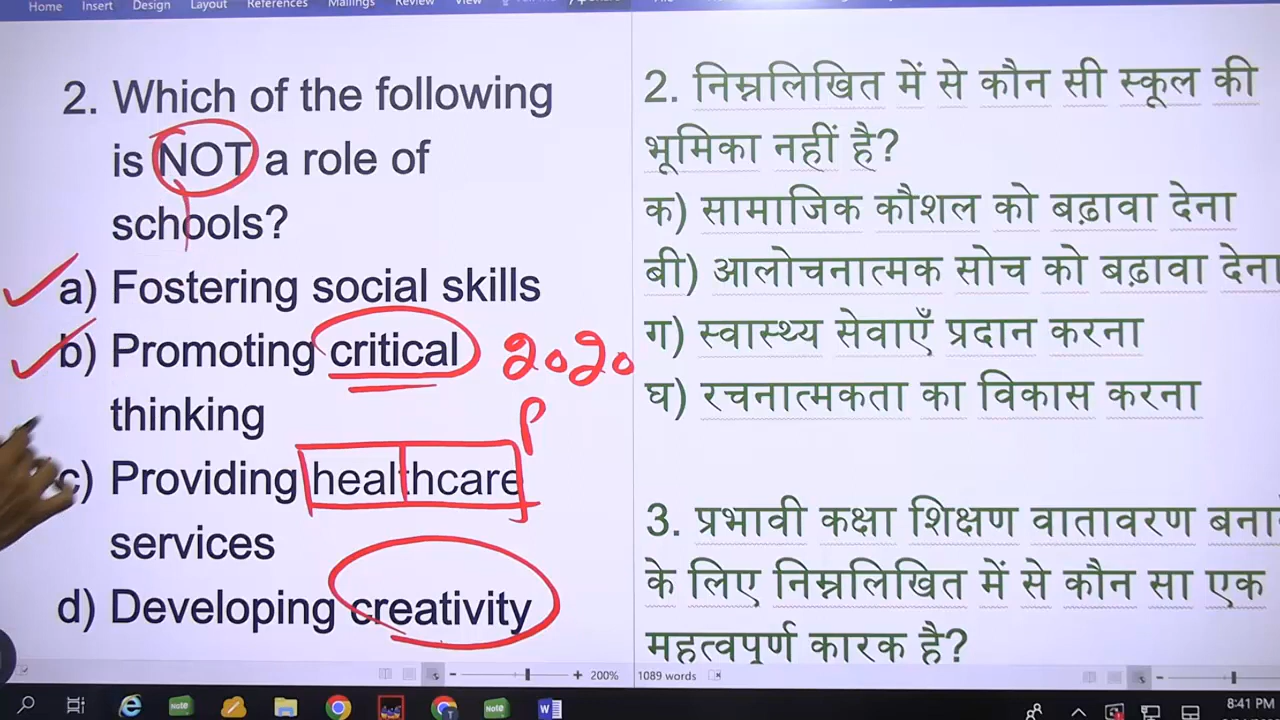 Home Insert Design Layout References Mailings Review View
2. Which of the following
is NOT a role of
schools?
a) Fostering social skills
b) Promoting critical 2020
thinking P
c) Providing healthcare
services
d) Developing creativity
2. निम्नलिखित में से कौन सी स्कूल की
भूमिका नहीं है?
क) सामाजिक कौशल को बढ़ावा देना
बी) आलोचनात्मक सोच को बढ़ावा देना
ग) स्वास्थ्य सेवाएँ प्रदान करना
घ) रचनात्मकता का विकास करना
3. प्रभावी कक्षा शिक्षण वातावरण बना
के लिए निम्नलिखित में से कौन सा एक
महत्वपूर्ण कारक है?
200% 1089 words
Note Note
8:41 PM